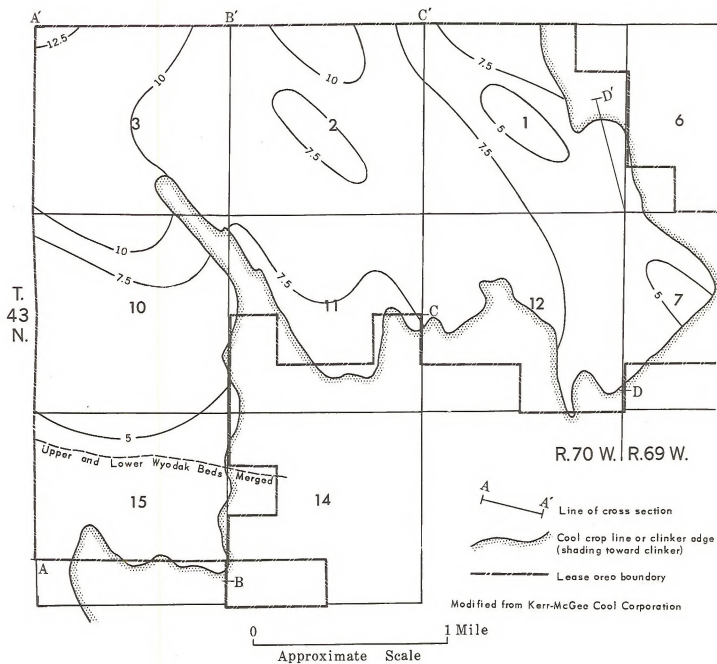 A' B' C'
12.5
10
10
7.5
D'
3
2
1
6
5
7.5
7.5
10
7.5
7.5
T.
43
N.
10
11
C
12
5
7
5
D
Upper and Lower Wyodak Beds Merged
R.70 W. R.69 W.
15
14
A
B
A
A'
Line of cross section
Cool crop line or clinker edge
(shading toward clinker)
Lease area boundary
Modified from Kerr-McGee Cool Corporation
0 1 Mile
Approximate Scale